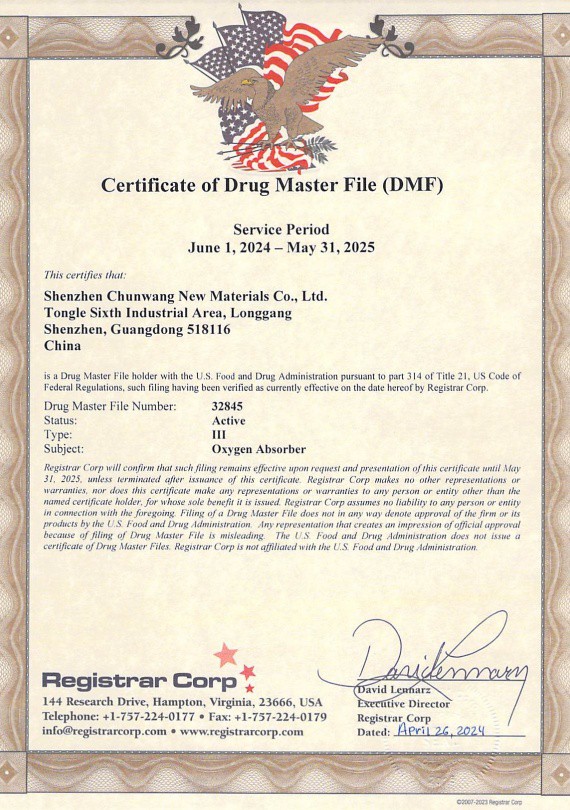 Certificate of Drug Master File (DMF)
Service Period
June 1, 2024 – May 31, 2025
This certifies that:
Shenzhen Chunwang New Materials Co., Ltd.
Tongle Sixth Industrial Area, Longgang
Shenzhen, Guangdong 518116
China
is a Drug Master File holder with the U.S. Food and Drug Administration pursuant to part 314 of Title 21, US Code of
Federal Regulations, such filing having been verified as currently effective on the date hereof by Registrar Corp.
Drug Master File Number: 32845
Status: Active
Type: III
Subject: Oxygen Absorber
Registrar Corp will confirm that such filing remains effective upon request and presentation of this certificate until May
31, 2025, unless terminated after issuance of this certificate. Registrar Corp makes no other representations or
warranties, nor does this certificate make any representations or warranties to any person or entity other than the
named certificate holder, for whose sole benefit it is issued. Registrar Corp assumes no liability to any person or entity
in connection with the foregoing. Filing of a Drug Master File does not in any way denote approval of the firm or its
products by the U.S. Food and Drug Administration. Any representation that creates an impression of official approval
because of filing of Drug Master File is misleading. The U.S. Food and Drug Administration does not issue a
certificate of Drug Master Files. Registrar Corp is not affiliated with the U.S. Food and Drug Administration.
Registrar Corp
144 Research Drive, Hampton, Virginia, 23666, USA
Telephone: +1-757-224-0177 • Fax: +1-757-224-0179
info@registrarcorp.com • www.registrarcorp.com
David Lennarz
David Lennarz
Executive Director
Registrar Corp
Dated: April 26, 2024
©2007-2023 Registrar Corp